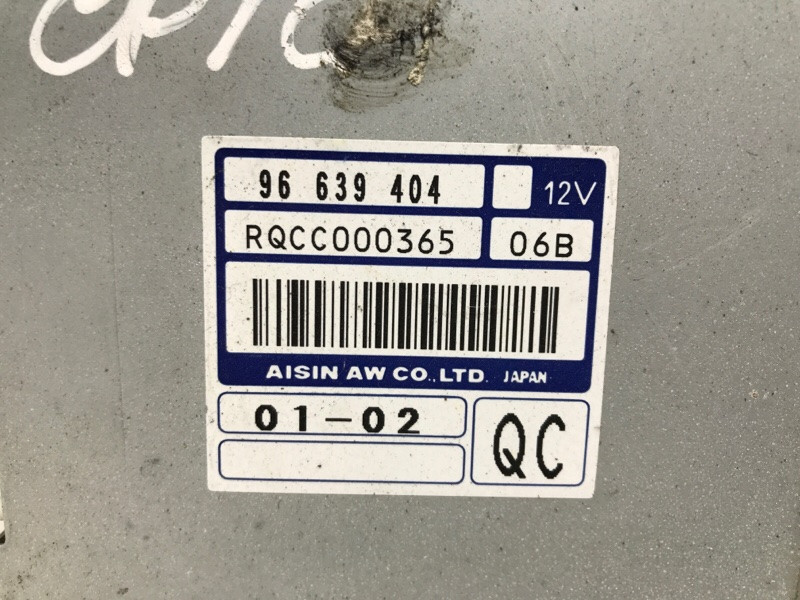 96 639 404 12V
RQCC000365 06B
AISIN AW CO.,LTD. JAPAN
01-02
QC